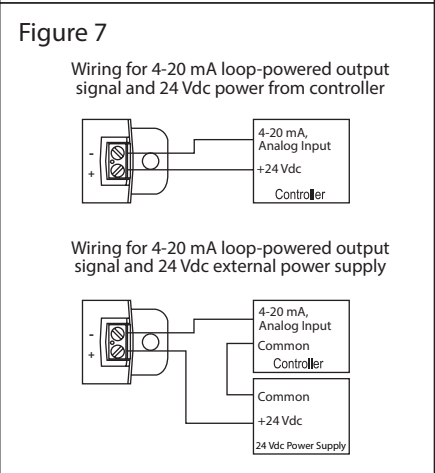 Figure 7
Wiring for 4-20 mA loop-powered output
signal and 24 Vdc power from controller
-
+
4-20 mA,
Analog Input
+24 Vdc
Controller
Wiring for 4-20 mA loop-powered output
signal and 24 Vdc external power supply
-
+
4-20 mA,
Analog Input
Common
Controller
Common
+24 Vdc
24 Vdc Power Supply